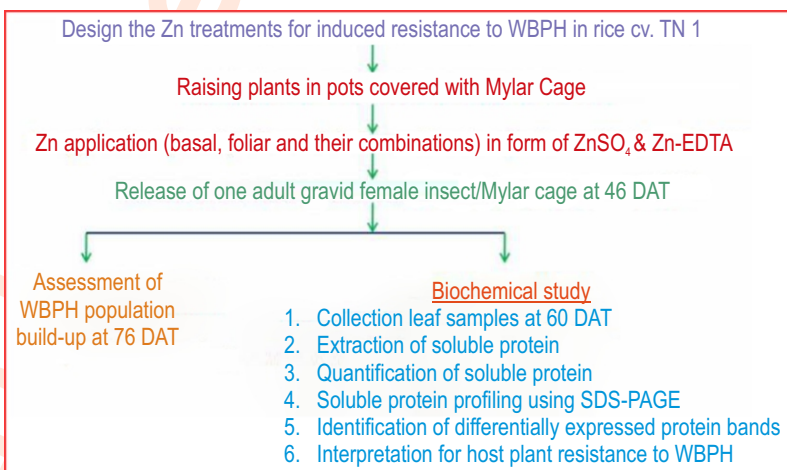 Design the Zn treatments for induced resistance to WBPH in rice cv. TN 1
Raising plants in pots covered with Mylar Cage
Zn application (basal, foliar and their combinations) in form of ZnSO₄ & Zn-EDTA
Release of one adult gravid female insect/Mylar cage at 46 DAT
Assessment of
WBPH population
build-up at 76 DAT
Biochemical study
1. Collection leaf samples at 60 DAT
2. Extraction of soluble protein
3. Quantification of soluble protein
4. Soluble protein profiling using SDS-PAGE
5. Identification of differentially expressed protein bands
6. Interpretation for host plant resistance to WBPH